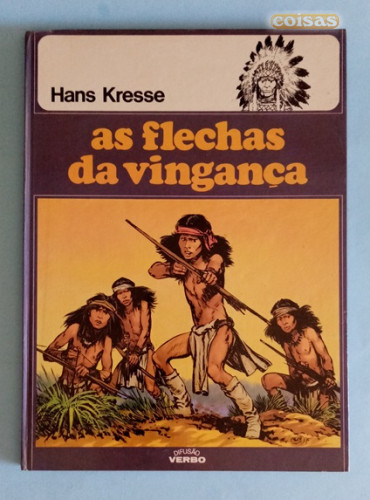 coisas
Hans Kresse
as flechas
da vingança
DIFUSÃO
VERBO